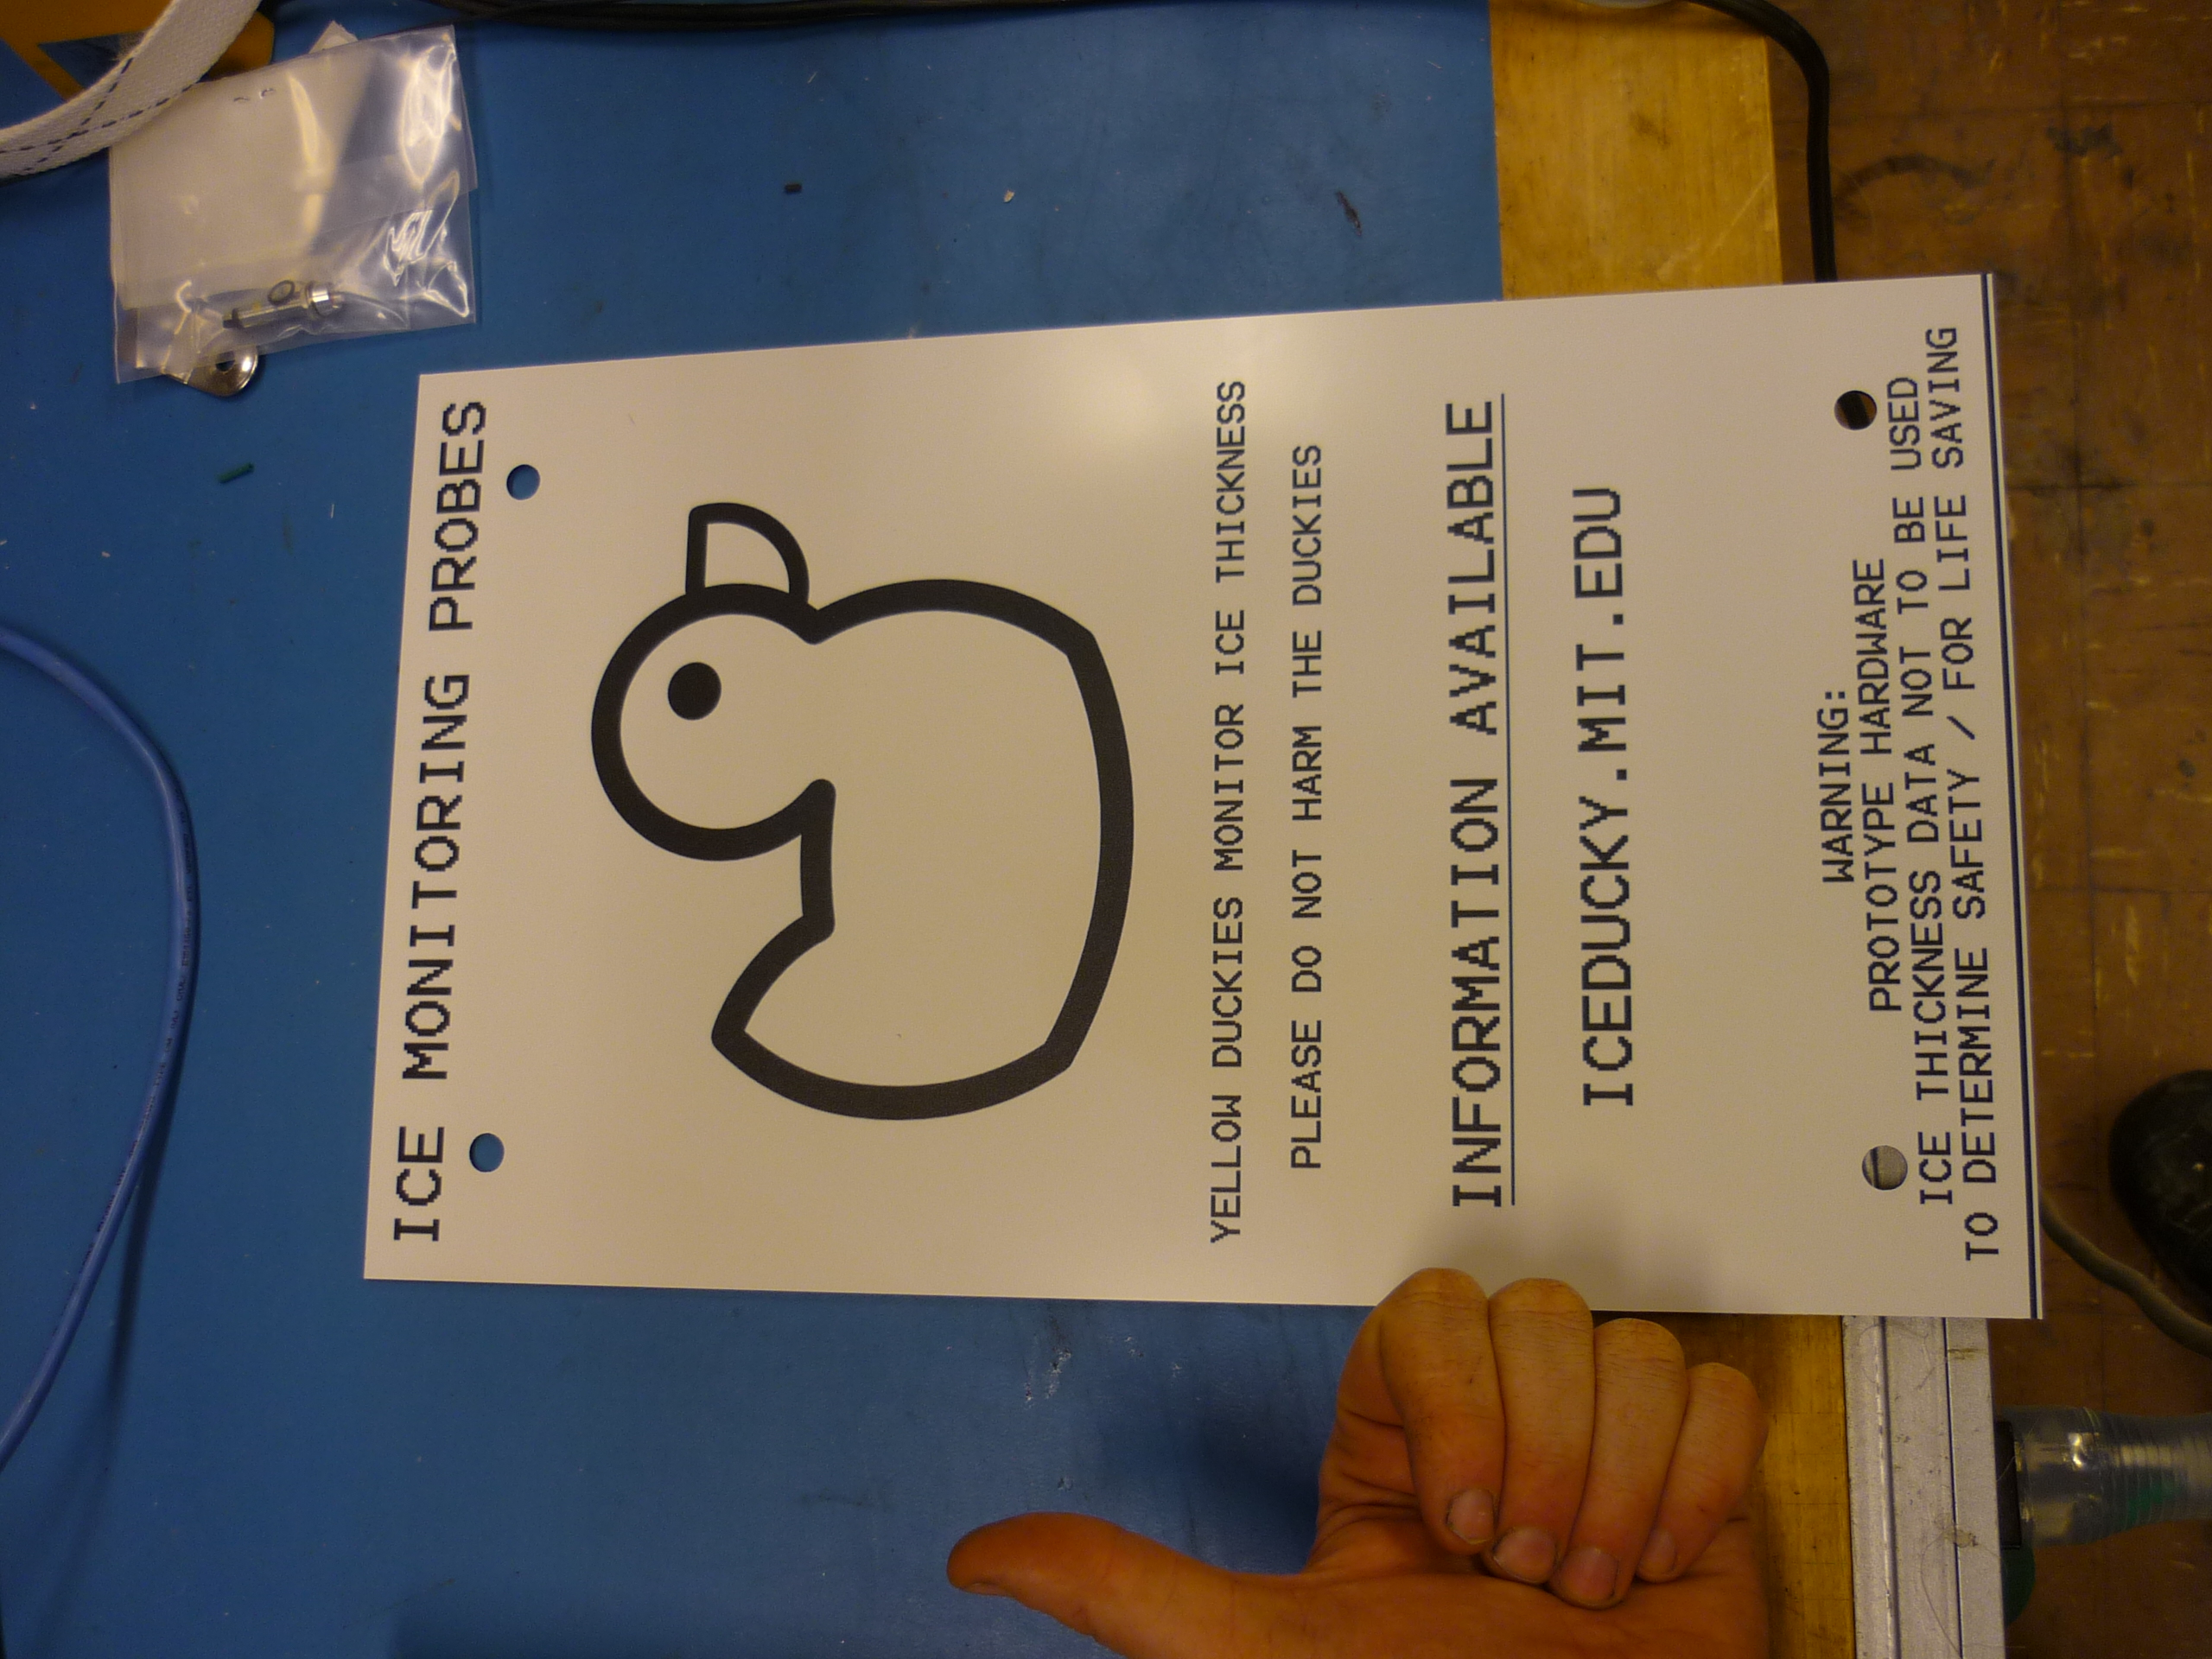 ICE MONITORING PROBES
YELLOW DUCKIES MONITOR ICE THICKNESS
PLEASE DO NOT HARM THE DUCKIES
INFORMATION AVAILABLE
ICEDUCKY.MIT.EDU
WARNING:
PROTOTYPE HARDWARE
ICE THICKNESS DATA NOT TO BE USED
TO DETERMINE SAFETY / FOR LIFE SAVING